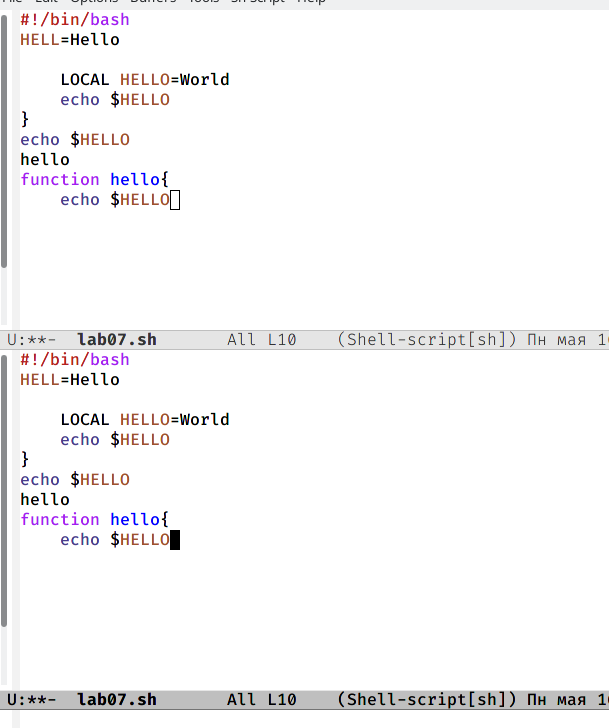 File Edit Options Buffers Tools Sh-Script Help
#!/bin/bash
HELL=Hello
LOCAL HELLO=World
echo $HELLO
}
echo $HELLO
hello
function hello{
echo $HELLO
U:**- lab07.sh All L10 (Shell-script[sh]) Пн мая
#!/bin/bash
HELL=Hello
LOCAL HELLO=World
echo $HELLO
}
echo $HELLO
hello
function hello{
echo $HELLO
U:**- lab07.sh All L10 (Shell-script[sh]) Пн мая